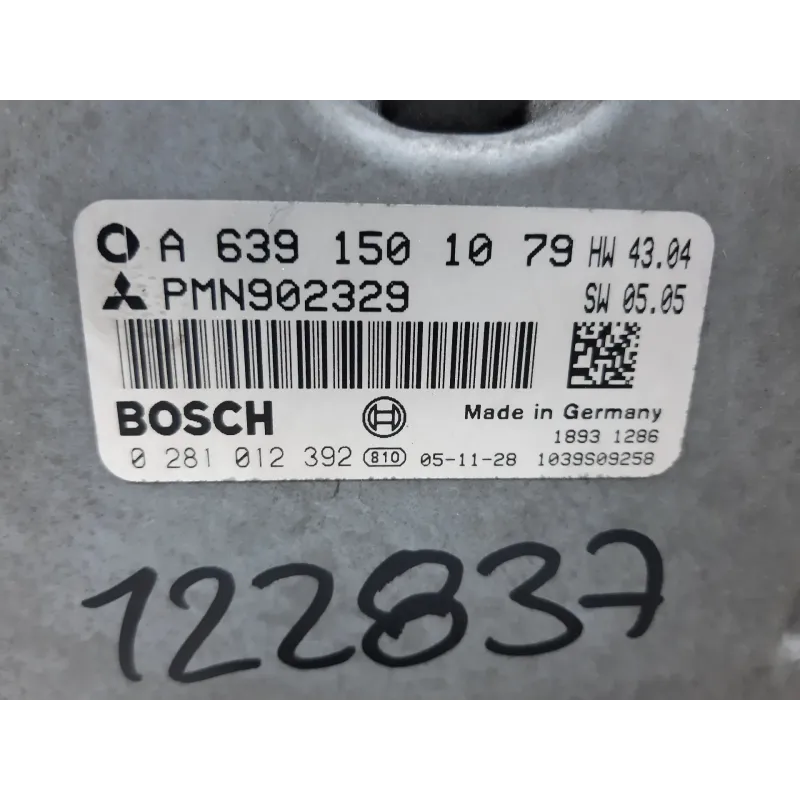 A 639 150 10 79 HW 43.04
PMN902329 SW 05.05
BOSCH Made in Germany
1893 1286
0 281 012 392 810 05-11-28 1039S09258
122837